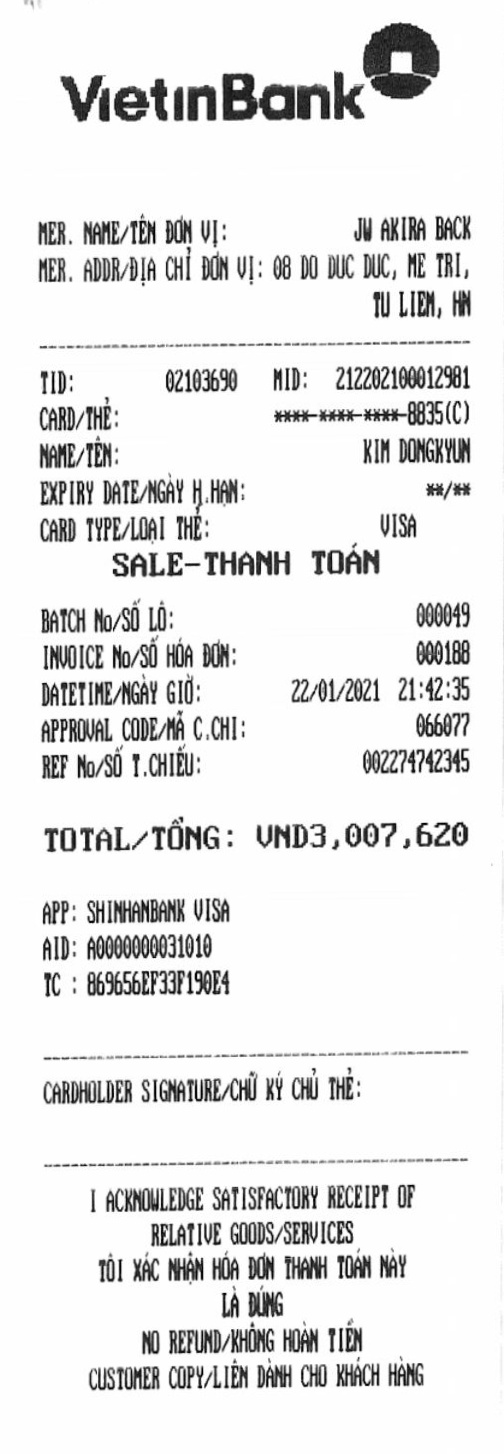 VietinBank
MER. NAME/TÊN ĐƠN VỊ: JW AKIRA BACK
MER. ADDR/ĐỊA CHỈ ĐƠN VỊ: 08 DO DUC DUC, ME TRI,
TU LIEM, HN
TID: 02103690 MID: 212202100012981
CARD/THẺ: ****-****-****-8835(C)
NAME/TÊN: KIM DONGKYUN
EXPIRY DATE/NGÀY H.HẠN: **/**
CARD TYPE/LOẠI THẺ: VISA
SALE-THANH TOÁN
BATCH No/SỐ LÔ: 000049
INVOICE No/SỐ HÓA ĐƠN: 000188
DATETIME/NGÀY GIỜ: 22/01/2021 21:42:35
APPROVAL CODE/MÃ C.CHI: 066077
REF No/SỐ T.CHIẾU: 002274742345
TOTAL/TỔNG: VND3,007,620
APP: SHINHANBANK VISA
AID: A0000000031010
TC : 869656EF33F190E4
CARDHOLDER SIGNATURE/CHỮ KÝ CHỦ THẺ:
I ACKNOWLEDGE SATISFACTORY RECEIPT OF
RELATIVE GOODS/SERVICES
TÔI XÁC NHẬN HÓA ĐƠN THANH TOÁN NÀY
LÀ ĐÚNG
NO REFUND/KHÔNG HOÀN TIỀN
CUSTOMER COPY/LIÊN DÀNH CHO KHÁCH HÀNG